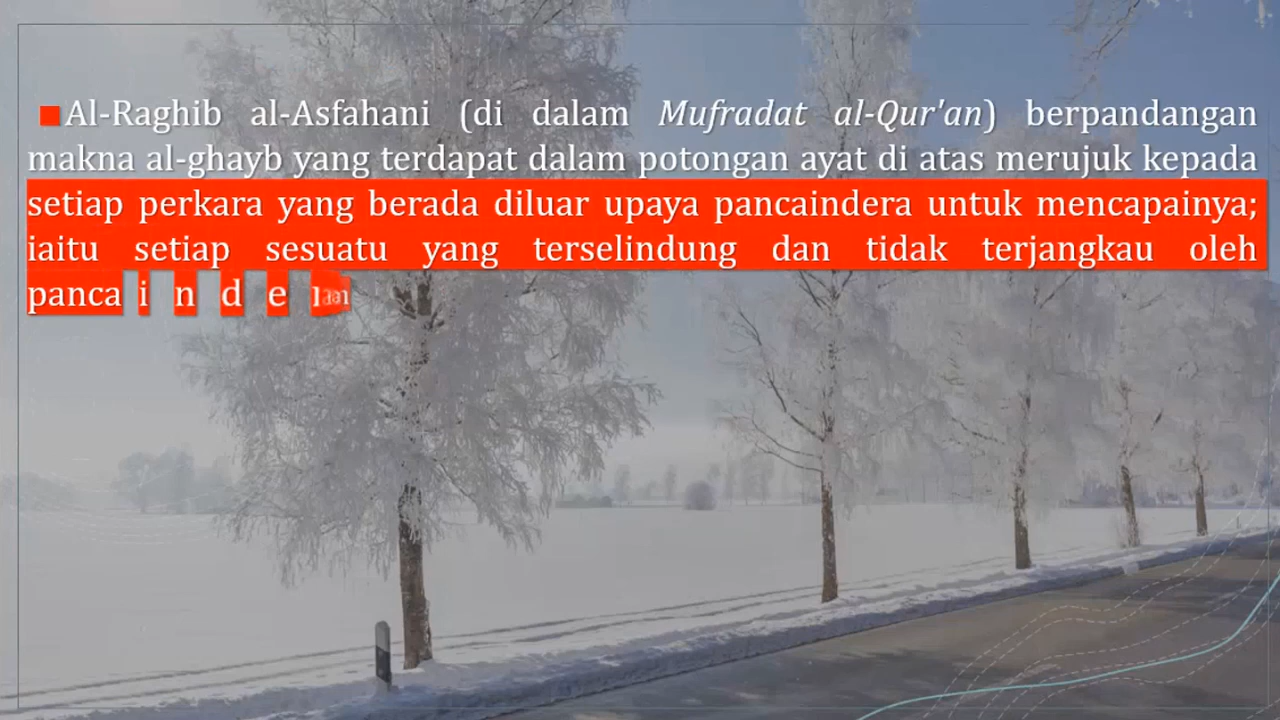 Al-Raghib al-Asfahani (di dalam Mufradat al-Qur'an) berpandangan
makna al-ghayb yang terdapat dalam potongan ayat di atas merujuk kepada
setiap perkara yang berada diluar upaya pancaindera untuk mencapainya;
iaitu setiap sesuatu yang terselindung dan tidak terjangkau oleh
panca i n d e